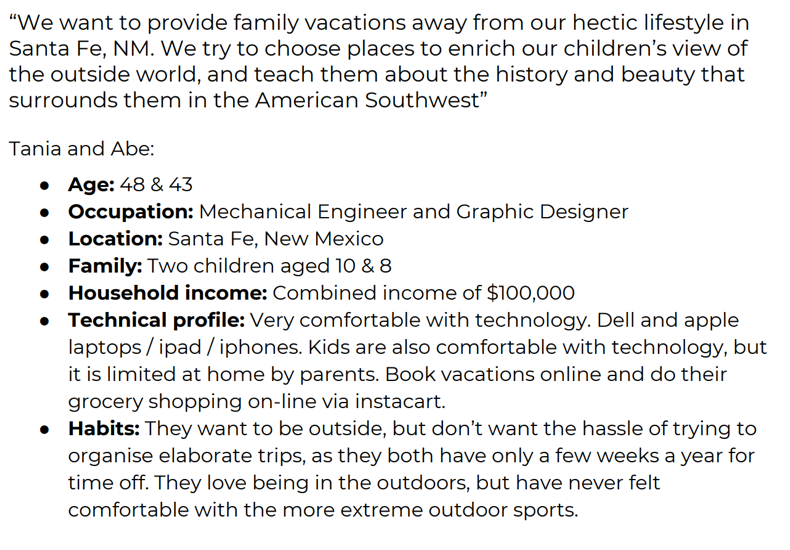 “We want to provide family vacations away from our hectic lifestyle in
Santa Fe, NM. We try to choose places to enrich our children’s view of
the outside world, and teach them about the history and beauty that
surrounds them in the American Southwest”
Tania and Abe:
● Age: 48 & 43
● Occupation: Mechanical Engineer and Graphic Designer
● Location: Santa Fe, New Mexico
● Family: Two children aged 10 & 8
● Household income: Combined income of $100,000
● Technical profile: Very comfortable with technology. Dell and apple
laptops / ipad / iphones. Kids are also comfortable with technology, but
it is limited at home by parents. Book vacations online and do their
grocery shopping on-line via instacart.
● Habits: They want to be outside, but don’t want the hassle of trying to
organise elaborate trips, as they both have only a few weeks a year for
time off. They love being in the outdoors, but have never felt
comfortable with the more extreme outdoor sports.